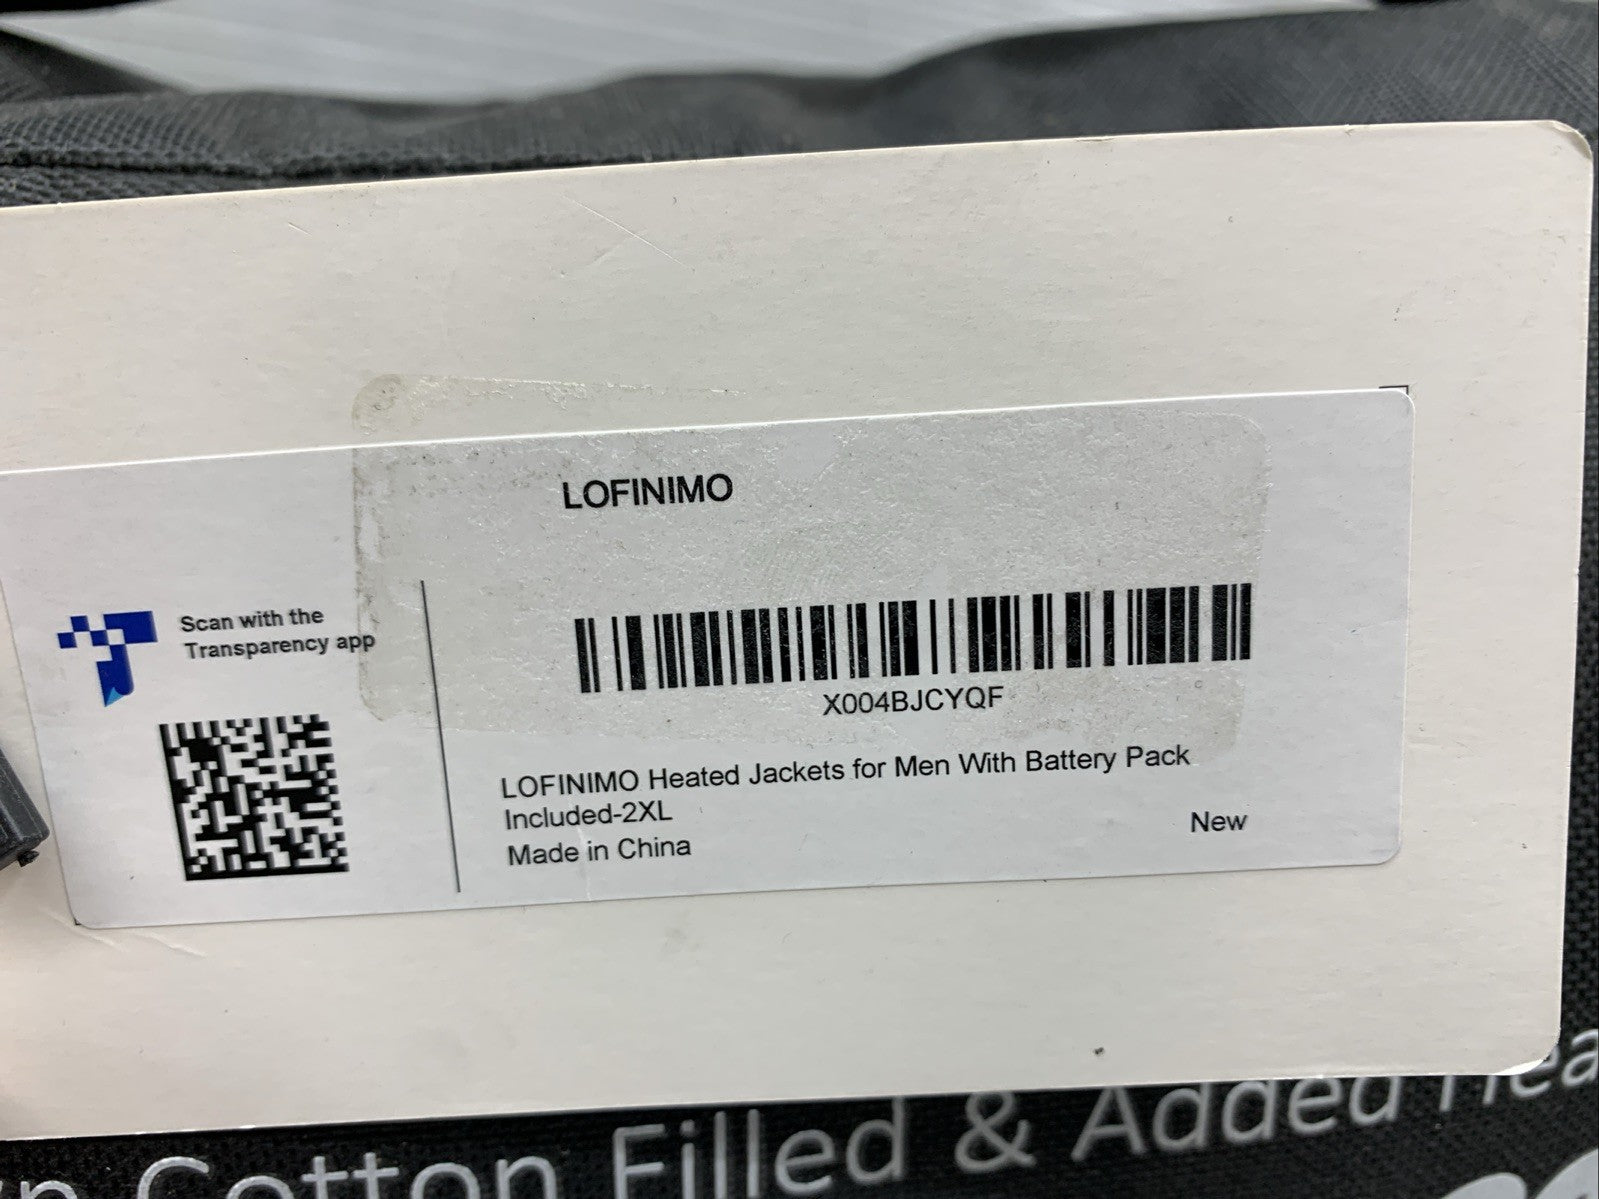 LOFINIMO
Scan with the
Transparency app
X004BJCYQF
LOFINIMO Heated Jackets for Men With Battery Pack
Included-2XL
New
Made in China
Cotton Filled & Added